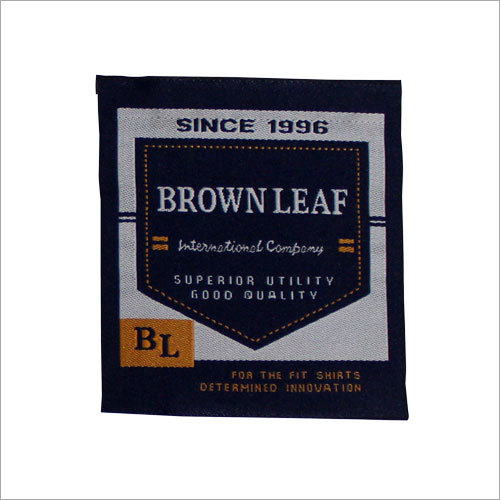 SINCE 1996
BROWN LEAF
International Company
SUPERIOR UTILITY
GOOD QUALITY
BL
FOR THE FIT SHIRTS
DETERMINED INNOVATION